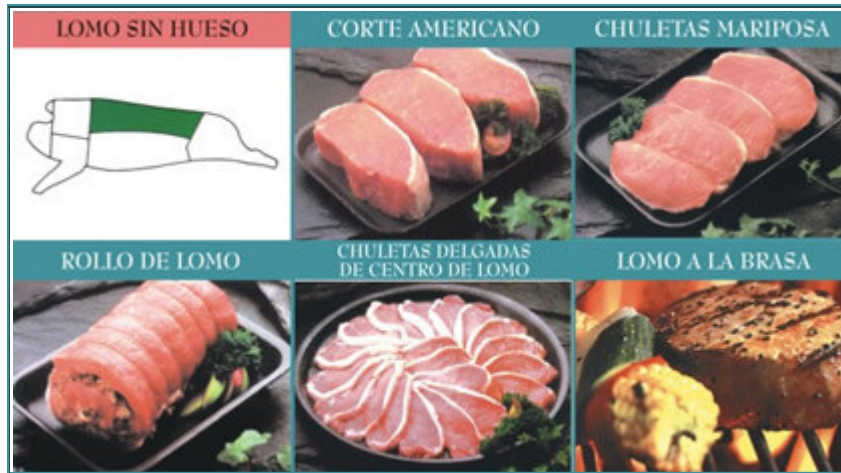 LOMO SIN HUESO
CORTE AMERICANO
CHULETAS MARIPOSA
ROLLO DE LOMO
CHULETAS DELGADAS
DE CENTRO DE LOMO
LOMO A LA BRASA